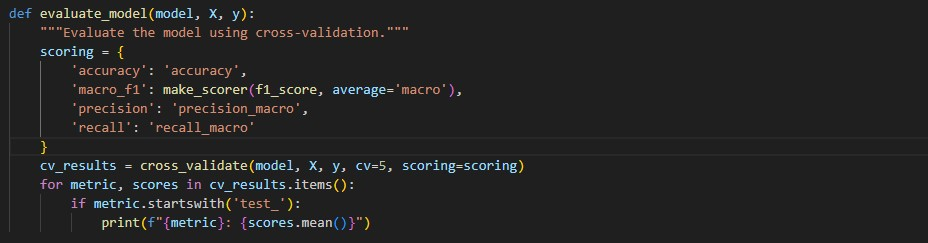 def evaluate_model(model, X, y):
    """Evaluate the model using cross-validation."""
    scoring = {
        'accuracy': 'accuracy',
        'macro_f1': make_scorer(f1_score, average='macro'),
        'precision': 'precision_macro',
        'recall': 'recall_macro'
    }
    cv_results = cross_validate(model, X, y, cv=5, scoring=scoring)
    for metric, scores in cv_results.items():
        if metric.startswith('test_'):
            print(f"{metric}: {scores.mean()}")